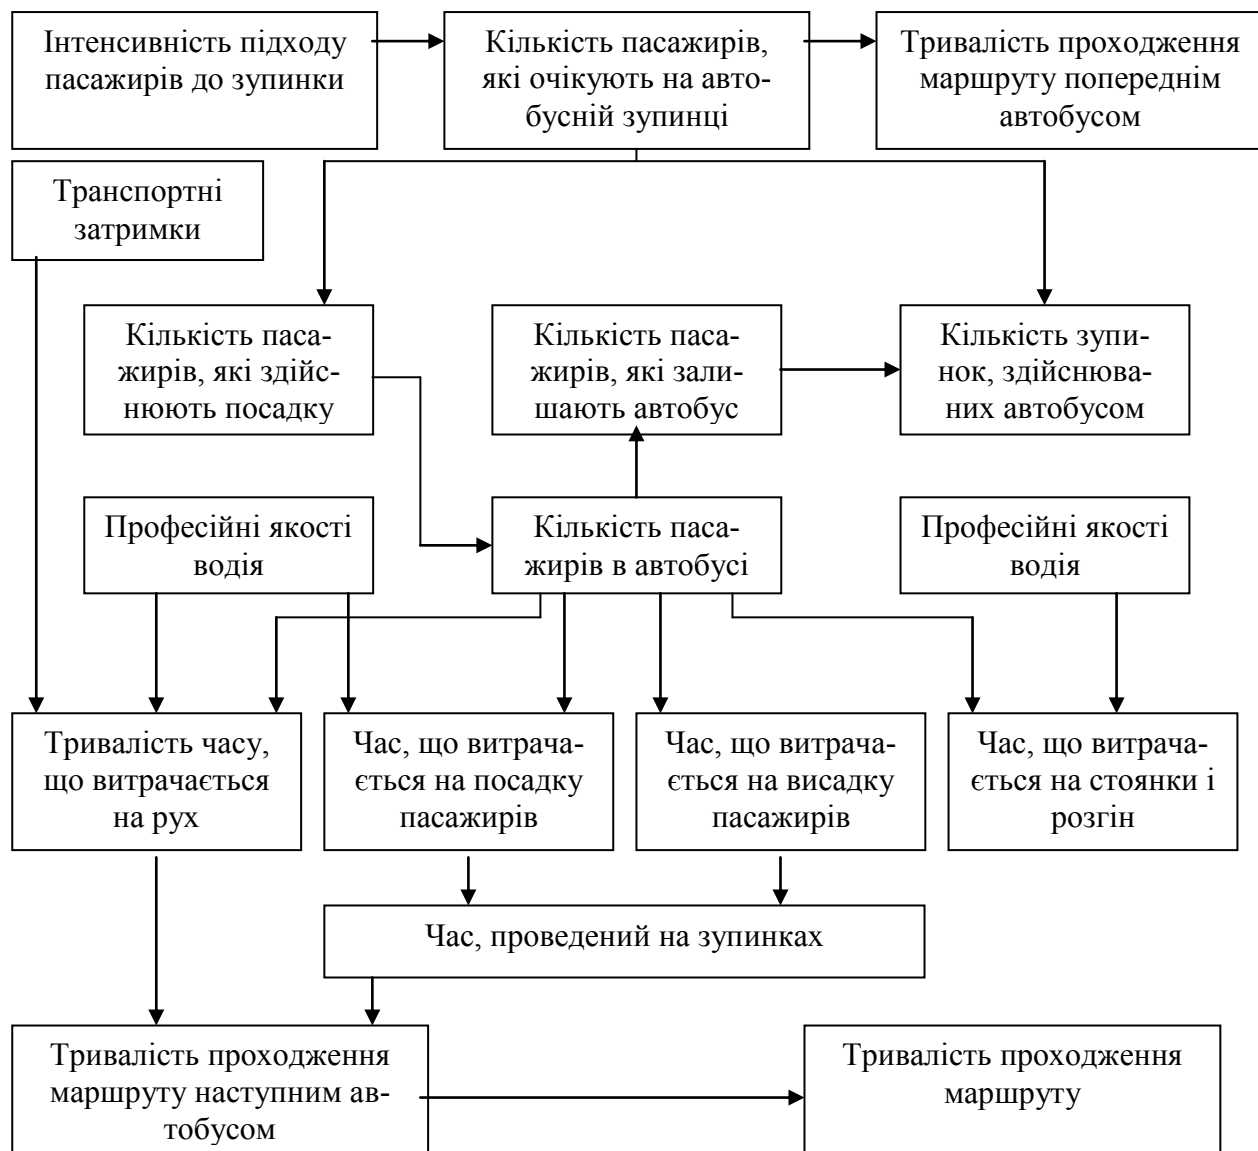 Інтенсивність підходу
пасажирів до зупинки
Кількість пасажирів,
які очікують на авто-
бусній зупинці
Тривалість проходження
маршруту попереднім
автобусом
Транспортні
затримки
Кількість паса-
жирів, які здійс-
нюють посадку
Кількість паса-
жирів, які зали-
шають автобус
Кількість зупи-
нок, здійснюва-
них автобусом
Професійні якості
водія
Кількість паса-
жирів в автобусі
Професійні якості
водія
Тривалість часу,
що витрачається
на рух
Час, що витрача-
ється на посадку
пасажирів
Час, що витрача-
ється на висадку
пасажирів
Час, що витрача-
ється на стоянки і
розгін
Час, проведений на зупинках
Тривалість проходження
маршруту наступним ав-
тобусом
Тривалість проходження
маршруту